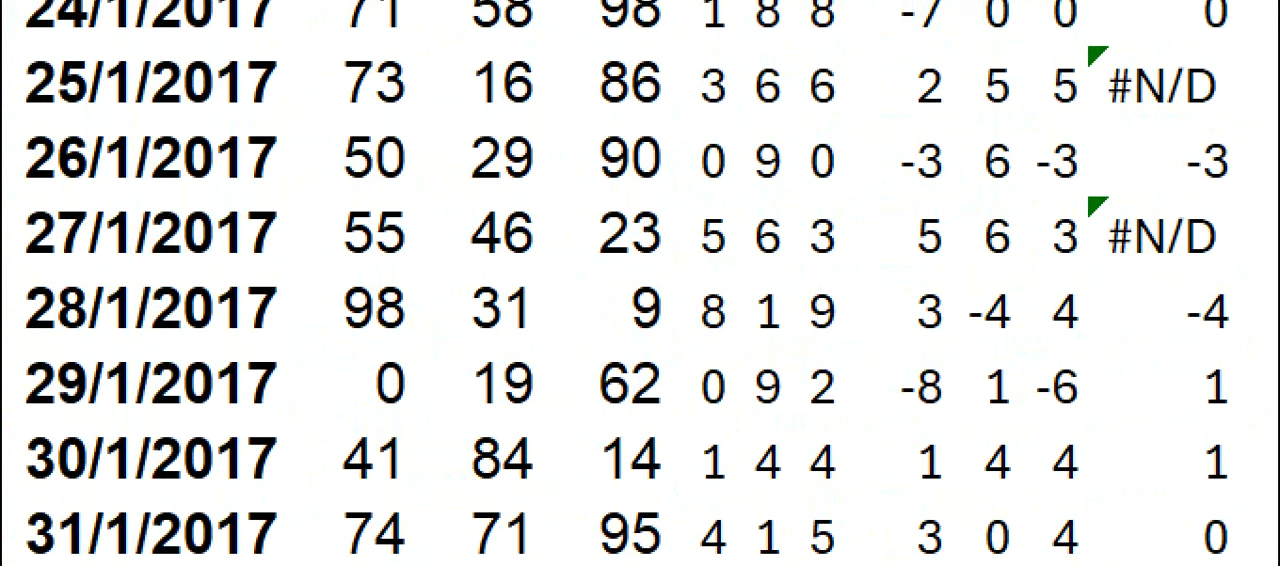 24/1/2017 71 58 98 1 8 8 -7 0 0 0
25/1/2017 73 16 86 3 6 6 2 5 5 #N/D
26/1/2017 50 29 90 0 9 0 -3 6 -3 -3
27/1/2017 55 46 23 5 6 3 5 6 3 #N/D
28/1/2017 98 31 9 8 1 9 3 -4 4 -4
29/1/2017 0 19 62 0 9 2 -8 1 -6 1
30/1/2017 41 84 14 1 4 4 1 4 4 1
31/1/2017 74 71 95 4 1 5 3 0 4 0